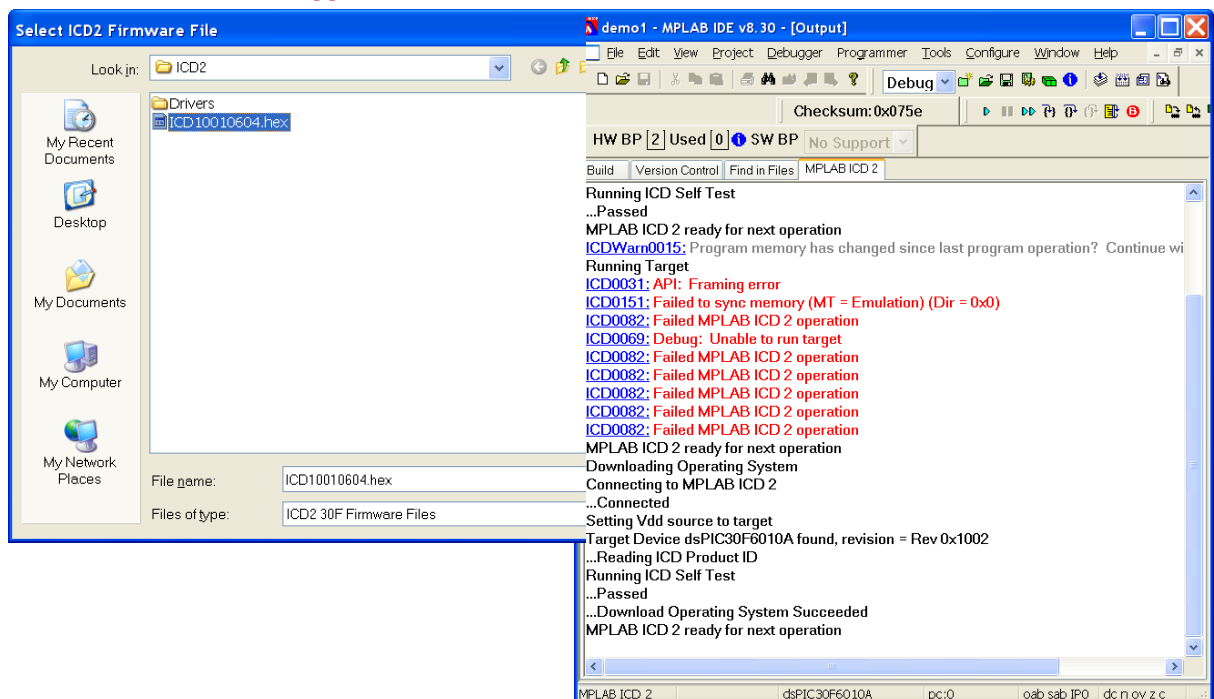 Select ICD2 Firmware File
Look in:
ICD2
My Recent
Documents
Desktop
My Documents
My Computer
My Network
Places
Drivers
ICD10010604.hex
File name:
ICD10010604.hex
Files of type:
ICD2 30F Firmware Files
demo1 - MPLAB IDE v8.30 - [Output]
File Edit View Project Debugger Programmer Tools Configure Window Help
Debug
Checksum: 0x075e
HW BP 2 Used 0 SW BP No Support
Build Version Control Find in Files MPLAB ICD 2
Running ICD Self Test
...Passed
MPLAB ICD 2 ready for next operation
ICDWarn0015: Program memory has changed since last program operation? Continue wi
Running Target
ICD0031: API: Framing error
ICD0151: Failed to sync memory (MT = Emulation) (Dir = 0x0)
ICD0082: Failed MPLAB ICD 2 operation
ICD0069: Debug: Unable to run target
ICD0082: Failed MPLAB ICD 2 operation
ICD0082: Failed MPLAB ICD 2 operation
ICD0082: Failed MPLAB ICD 2 operation
ICD0082: Failed MPLAB ICD 2 operation
ICD0082: Failed MPLAB ICD 2 operation
MPLAB ICD 2 ready for next operation
Downloading Operating System
Connecting to MPLAB ICD 2
...Connected
Setting Vdd source to target
Target Device dsPIC30F6010A found, revision = Rev 0x1002
...Reading ICD Product ID
Running ICD Self Test
...Passed
...Download Operating System Succeeded
MPLAB ICD 2 ready for next operation
MPLAB ICD 2 dsPIC30F6010A pc:0 oab sab IP0 dc n ov z c